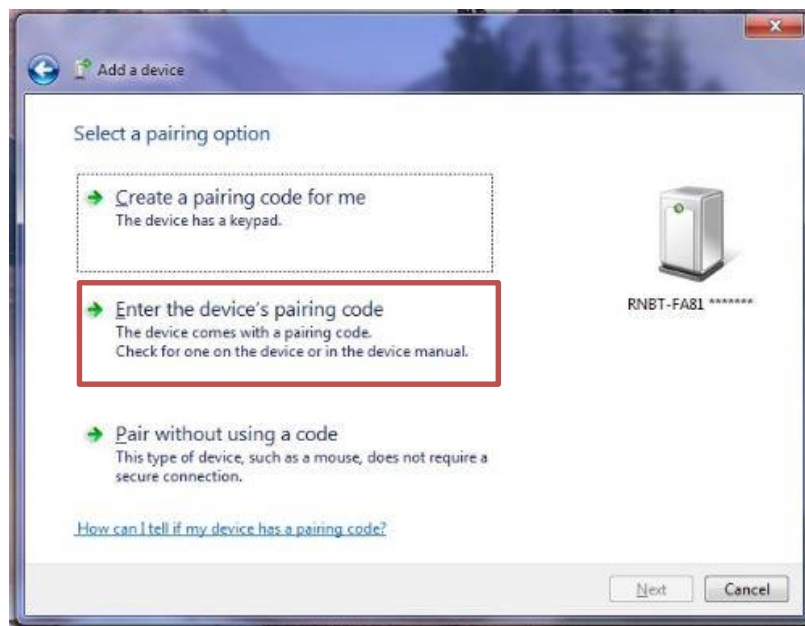 Add a device
Select a pairing option
Create a pairing code for me
The device has a keypad.
Enter the device's pairing code
The device comes with a pairing code.
Check for one on the device or in the device manual.
RNBT-FA81 *******
Pair without using a code
This type of device, such as a mouse, does not require a
secure connection.
How can I tell if my device has a pairing code?
Next
Cancel